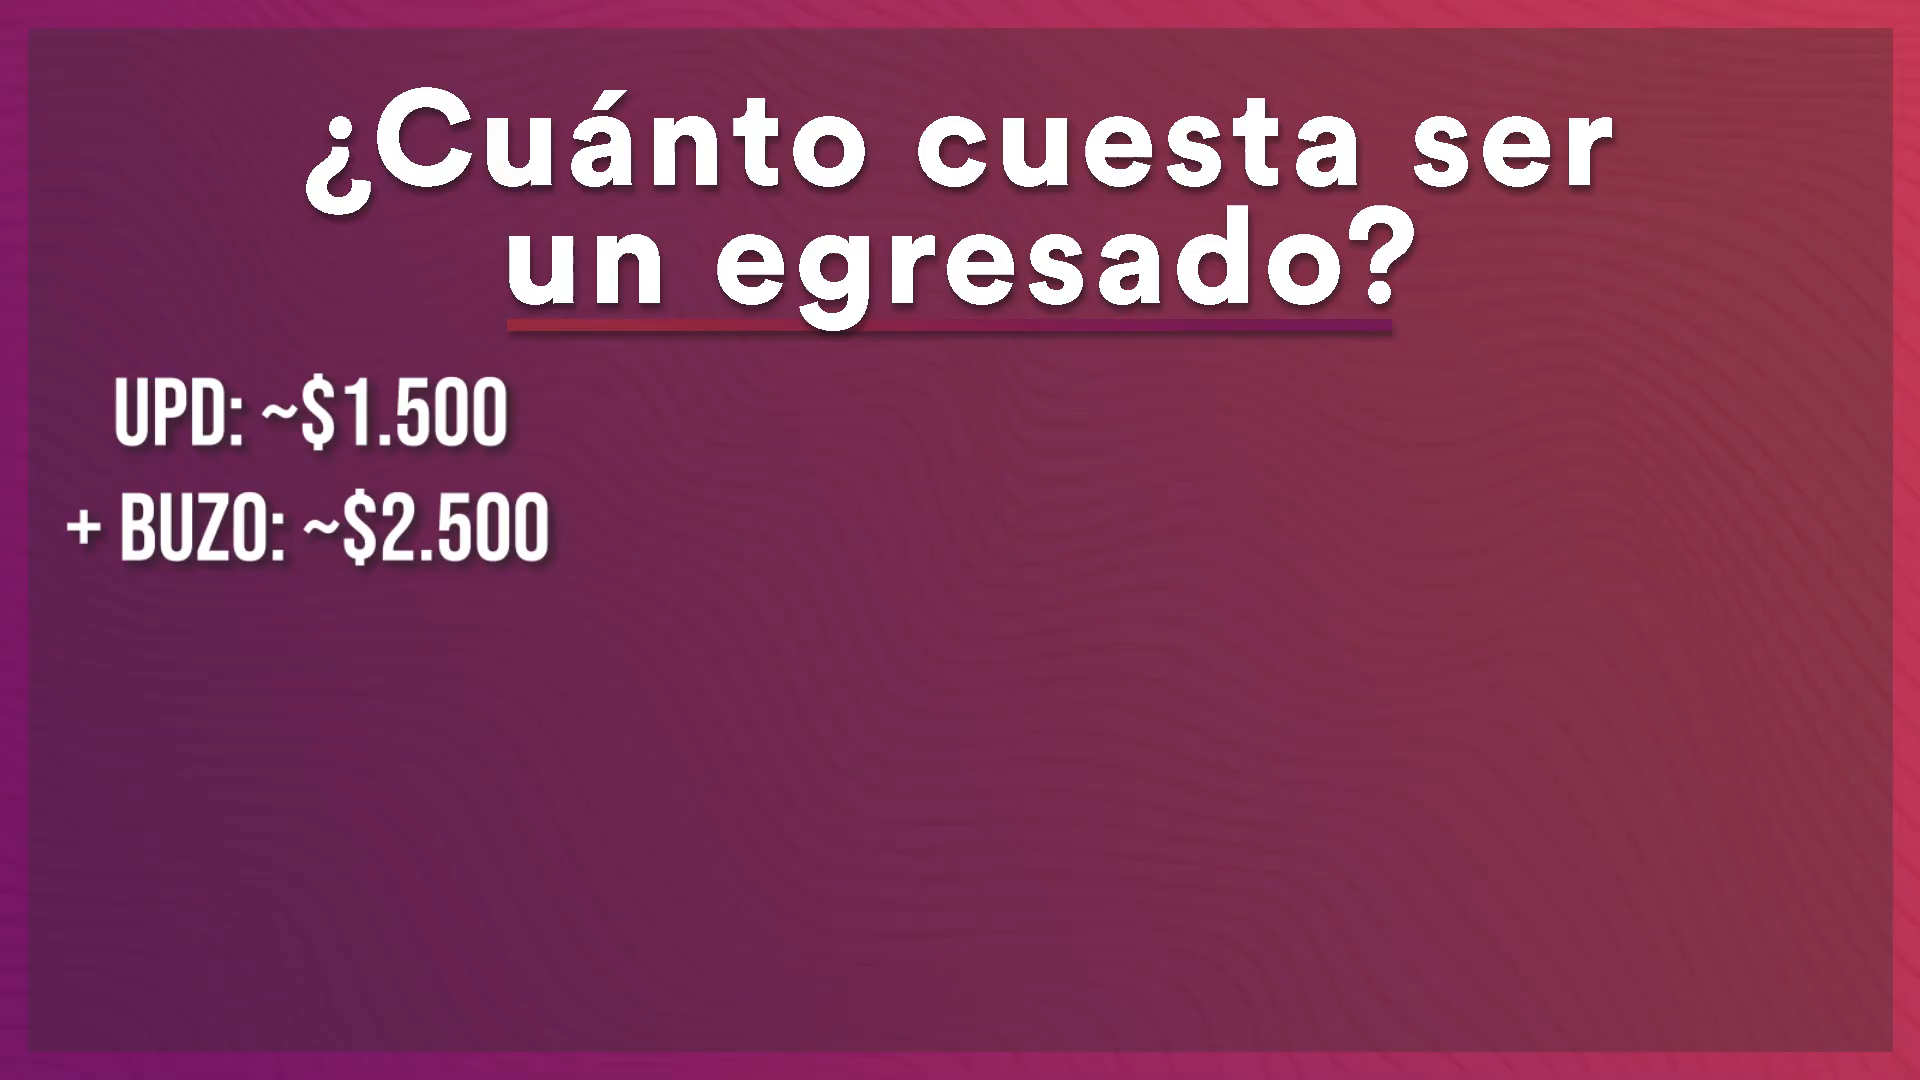 ¿Cuánto cuesta ser
un egresado?
UPD: ~$1.500
+ BUZO: ~$2.500